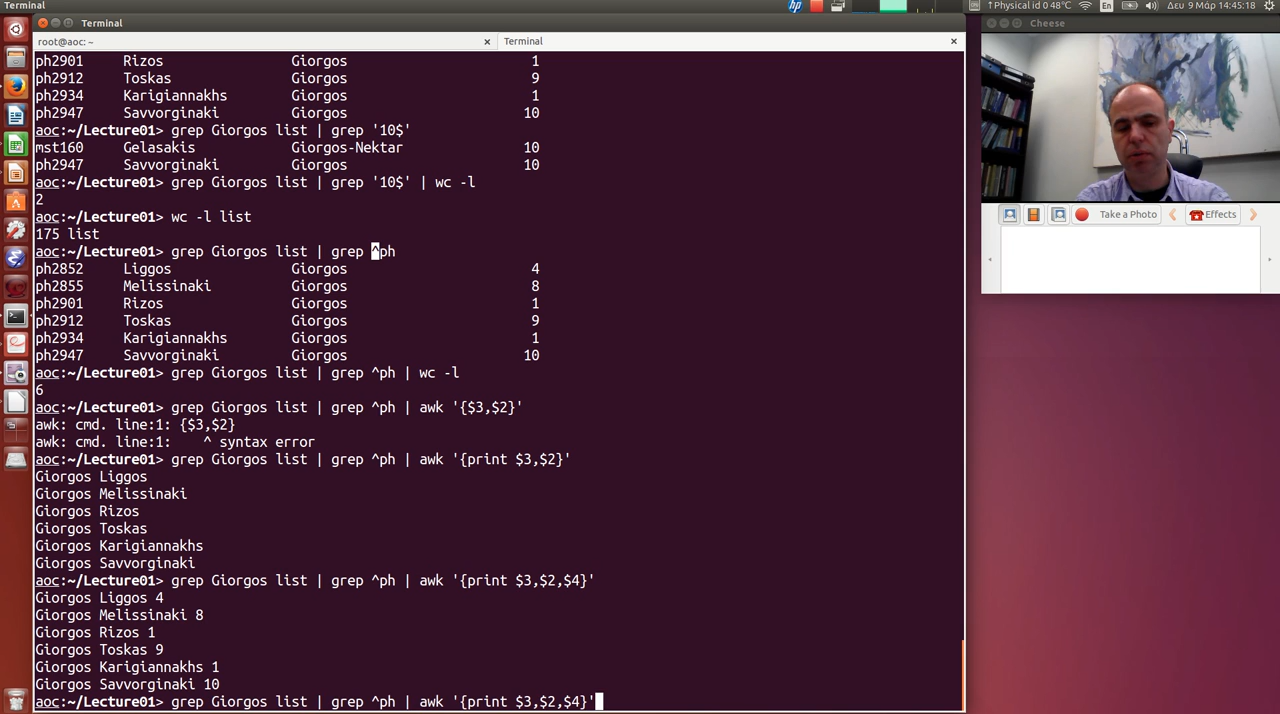 Terminal
hp
↑Physical id 0 48°C
En
Δευ 9 Μάρ 14:45:18
Terminal
Cheese
root@aoc: ~ ×
Terminal ×
ph2901 Rizos Giorgos 1
ph2912 Toskas Giorgos 9
ph2934 Karigiannakhs Giorgos 1
ph2947 Savvorginaki Giorgos 10
aoc:~/Lecture01> grep Giorgos list | grep '10$'
mst160 Gelasakis Giorgos-Nektar 10
ph2947 Savvorginaki Giorgos 10
aoc:~/Lecture01> grep Giorgos list | grep '10$' | wc -l
2
aoc:~/Lecture01> wc -l list
175 list
aoc:~/Lecture01> grep Giorgos list | grep ^ph
ph2852 Liggos Giorgos 4
ph2855 Melissinaki Giorgos 8
ph2901 Rizos Giorgos 1
ph2912 Toskas Giorgos 9
ph2934 Karigiannakhs Giorgos 1
ph2947 Savvorginaki Giorgos 10
aoc:~/Lecture01> grep Giorgos list | grep ^ph | wc -l
6
aoc:~/Lecture01> grep Giorgos list | grep ^ph | awk '{$3,$2}'
awk: cmd. line:1: {$3,$2}
awk: cmd. line:1:    ^ syntax error
aoc:~/Lecture01> grep Giorgos list | grep ^ph | awk '{print $3,$2}'
Giorgos Liggos
Giorgos Melissinaki
Giorgos Rizos
Giorgos Toskas
Giorgos Karigiannakhs
Giorgos Savvorginaki
aoc:~/Lecture01> grep Giorgos list | grep ^ph | awk '{print $3,$2,$4}'
Giorgos Liggos 4
Giorgos Melissinaki 8
Giorgos Rizos 1
Giorgos Toskas 9
Giorgos Karigiannakhs 1
Giorgos Savvorginaki 10
aoc:~/Lecture01> grep Giorgos list | grep ^ph | awk '{print $3,$2,$4}'
Take a Photo
Effects